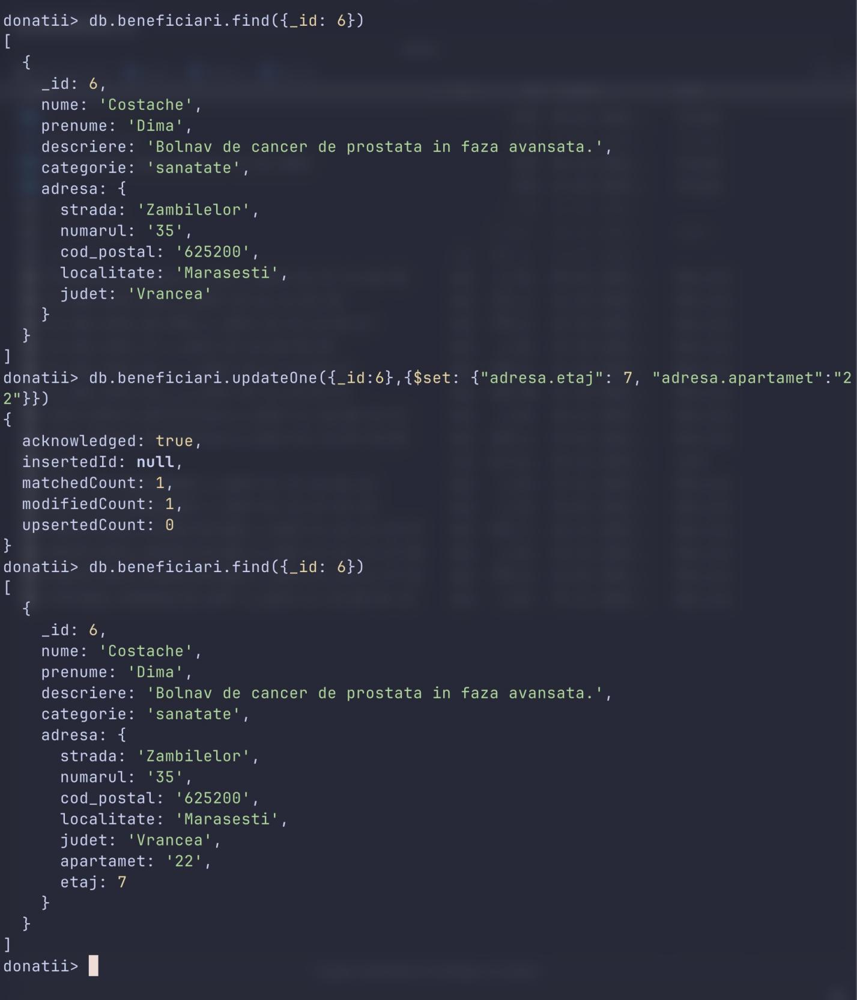 donatii> db.beneficiari.find({_id: 6})
[
  {
    _id: 6,
    nume: 'Costache',
    prenume: 'Dima',
    descriere: 'Bolnav de cancer de prostata in faza avansata.',
    categorie: 'sanatate',
    adresa: {
      strada: 'Zambilelor',
      numarul: '35',
      cod_postal: '625200',
      localitate: 'Marasesti',
      judet: 'Vrancea'
    }
  }
]
donatii> db.beneficiari.updateOne({_id:6},{$set: {"adresa.etaj": 7, "adresa.apartamet":"2
2"}})
{
  acknowledged: true,
  insertedId: null,
  matchedCount: 1,
  modifiedCount: 1,
  upsertedCount: 0
}
donatii> db.beneficiari.find({_id: 6})
[
  {
    _id: 6,
    nume: 'Costache',
    prenume: 'Dima',
    descriere: 'Bolnav de cancer de prostata in faza avansata.',
    categorie: 'sanatate',
    adresa: {
      strada: 'Zambilelor',
      numarul: '35',
      cod_postal: '625200',
      localitate: 'Marasesti',
      judet: 'Vrancea',
      apartamet: '22',
      etaj: 7
    }
  }
]
donatii>